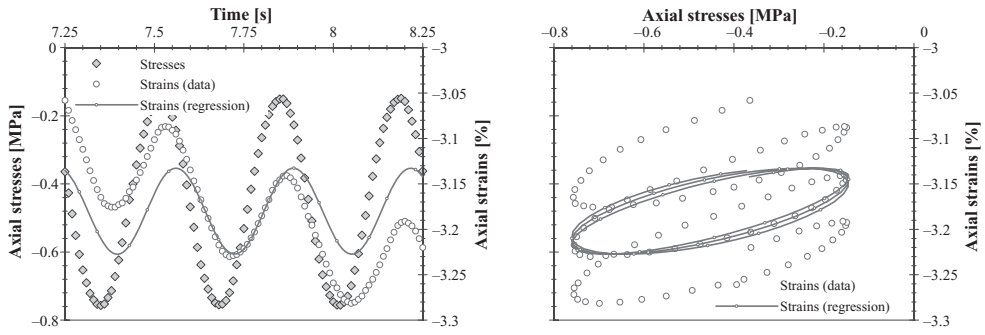 Time [s]
7.25 7.5 7.75 8 8.25
0
−0.2
−0.4
−0.6
−0.8
Axial stresses [MPa]
Stresses
Strains (data)
Strains (regression)
−3
−3.05
−3.1
−3.15
−3.2
−3.25
−3.3
Axial strains [%]
Axial stresses [MPa]
−0.8 −0.6 −0.4 −0.2 0
−3
−3.05
−3.1
−3.15
−3.2
−3.25
−3.3
Axial strains [%]
Strains (data)
Strains (regression)